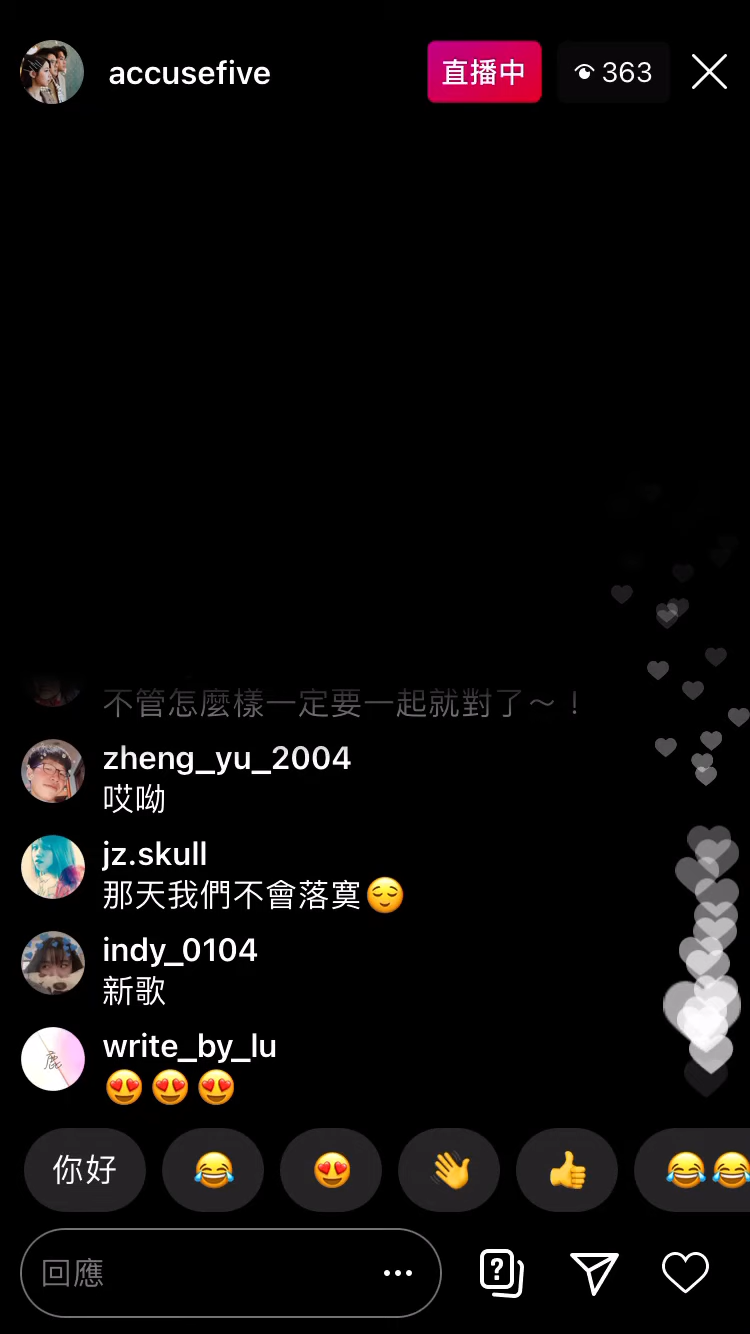 accusefive
直播中
363
不管怎麼樣一定要一起就對了～！
zheng_yu_2004
哎呦
jz.skull
那天我們不會落寞😌
indy_0104
新歌
write_by_lu
😍😍😍
你好 😂 😍 👋 👍 😂😂
回應